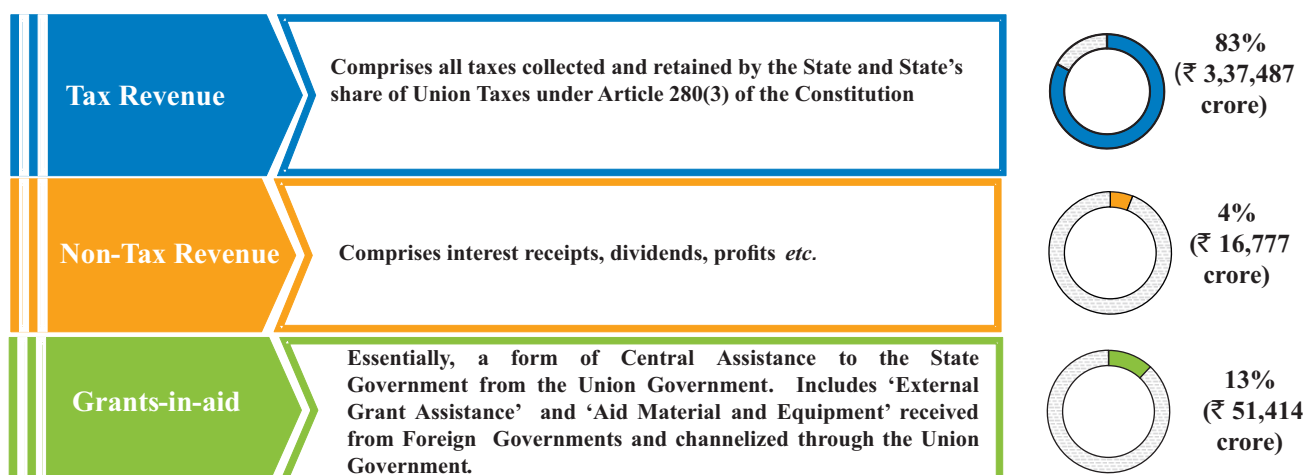 Tax Revenue
Comprises all taxes collected and retained by the State and State’s
share of Union Taxes under Article 280(3) of the Constitution
83%
(₹ 3,37,487
crore)
Non-Tax Revenue
Comprises interest receipts, dividends, profits etc.
4%
(₹ 16,777
crore)
Grants-in-aid
Essentially, a form of Central Assistance to the State
Government from the Union Government. Includes ‘External
Grant Assistance’ and ‘Aid Material and Equipment’ received
from Foreign Governments and channelized through the Union
Government.
13%
(₹ 51,414
crore)